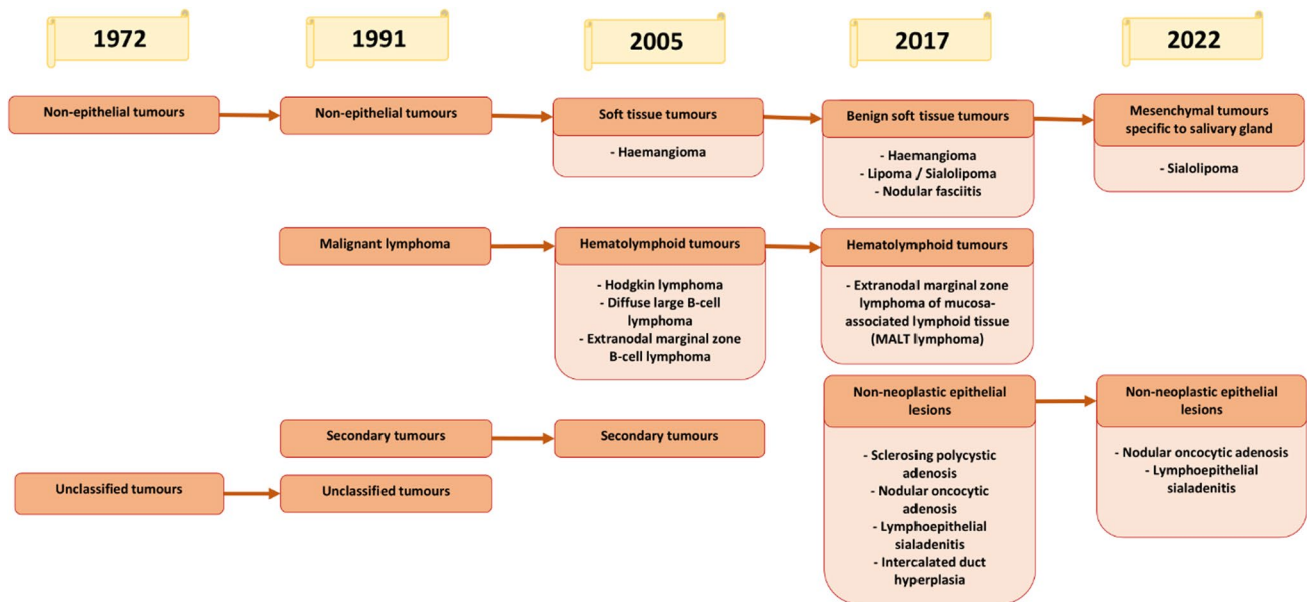 1972
1991
2005
2017
2022
Non-epithelial tumours
Non-epithelial tumours
Soft tissue tumours
- Haemangioma
Benign soft tissue tumours
- Haemangioma
- Lipoma / Sialolipoma
- Nodular fasciitis
Mesenchymal tumours
specific to salivary gland
- Sialolipoma
Malignant lymphoma
Hematolymphoid tumours
- Hodgkin lymphoma
- Diffuse large B-cell
lymphoma
- Extranodal marginal zone
B-cell lymphoma
Hematolymphoid tumours
- Extranodal marginal zone
lymphoma of mucosa-
associated lymphoid tissue
(MALT lymphoma)
Non-neoplastic epithelial
lesions
- Sclerosing polycystic
adenosis
- Nodular oncocytic
adenosis
- Lymphoepithelial
sialadenitis
- Intercalated duct
hyperplasia
Non-neoplastic epithelial
lesions
- Nodular oncocytic adenosis
- Lymphoepithelial
sialadenitis
Secondary tumours
Secondary tumours
Unclassified tumours
Unclassified tumours